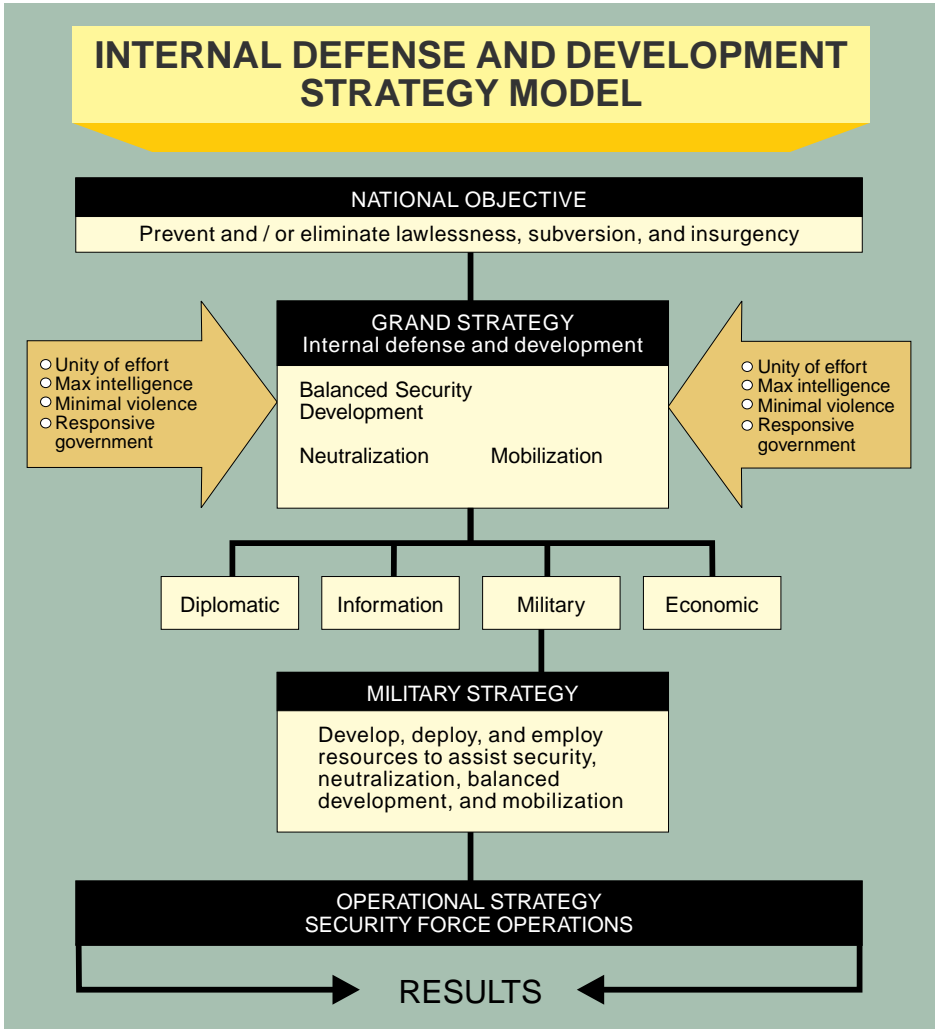 INTERNAL DEFENSE AND DEVELOPMENT
STRATEGY MODEL
NATIONAL OBJECTIVE
Prevent and / or eliminate lawlessness, subversion, and insurgency
GRAND STRATEGY
Internal defense and development
Unity of effort
Max intelligence
Minimal violence
Responsive
government
Balanced Security
Development
Neutralization Mobilization
Unity of effort
Max intelligence
Minimal violence
Responsive
government
Diplomatic Information Military Economic
MILITARY STRATEGY
Develop, deploy, and employ
resources to assist security,
neutralization, balanced
development, and mobilization
OPERATIONAL STRATEGY
SECURITY FORCE OPERATIONS
RESULTS